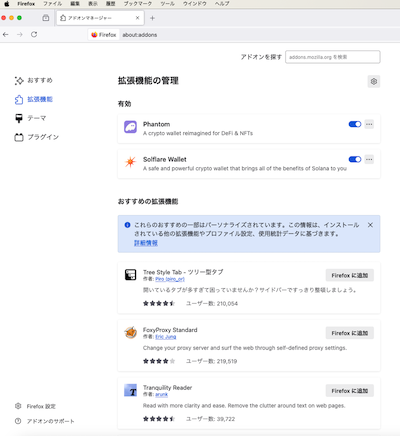 Firefox ファイル 編集 表示 履歴 ブックマーク ツール ウインドウ ヘルプ
アドオンマネージャー
Firefox about:addons
アドオンを探す addons.mozilla.org を検索
拡張機能の管理
おすすめ
拡張機能
テーマ
プラグイン
有効
Phantom
A crypto wallet reimagined for DeFi & NFTs
Solflare Wallet
A safe and powerful crypto wallet that brings all of the benefits of Solana to you
おすすめの拡張機能
これらのおすすめの一部はパーソナライズされています。この情報は、インストール
されている他の拡張機能やプロファイル設定、使用統計データに基づきます。
詳細情報
Tree Style Tab - ツリー型タブ
作者: Piro (piro_or)
Firefox に追加
開いているタブが多すぎて困っていませんか？サイドバーですっきり整頓しましょう。
ユーザー数: 210,054
FoxyProxy Standard
作者: Eric Jung
Firefox に追加
Change your proxy server and surf the web through self-defined proxy settings.
ユーザー数: 219,519
Tranquility Reader
作者: arunk
Firefox に追加
Read with more clarity and ease. Remove the clutter around text on web pages.
ユーザー数: 39,722
Firefox 設定
アドオンのサポート